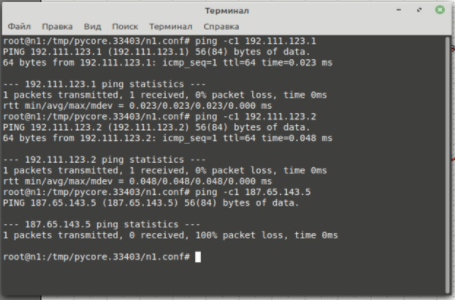 Терминал
Файл Правка Вид Поиск Терминал Справка
root@n1:/tmp/pycore.33403/n1.conf# ping -c1 192.111.123.1
PING 192.111.123.1 (192.111.123.1) 56(84) bytes of data.
64 bytes from 192.111.123.1: icmp_seq=1 ttl=64 time=0.023 ms
--- 192.111.123.1 ping statistics ---
1 packets transmitted, 1 received, 0% packet loss, time 0ms
rtt min/avg/max/mdev = 0.023/0.023/0.023/0.000 ms
root@n1:/tmp/pycore.33403/n1.conf# ping -c1 192.111.123.2
PING 192.111.123.2 (192.111.123.2) 56(84) bytes of data.
64 bytes from 192.111.123.2: icmp_seq=1 ttl=64 time=0.048 ms
--- 192.111.123.2 ping statistics ---
1 packets transmitted, 1 received, 0% packet loss, time 0ms
rtt min/avg/max/mdev = 0.048/0.048/0.048/0.000 ms
root@n1:/tmp/pycore.33403/n1.conf# ping -c1 187.65.143.5
PING 187.65.143.5 (187.65.143.5) 56(84) bytes of data.
--- 187.65.143.5 ping statistics ---
1 packets transmitted, 0 received, 100% packet loss, time 0ms
root@n1:/tmp/pycore.33403/n1.conf#